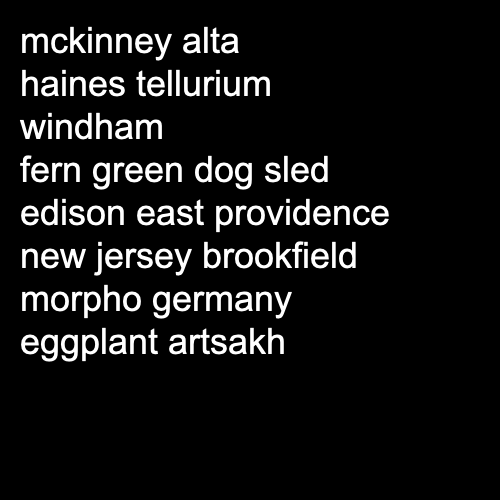 mckinney alta
haines tellurium
windham
fern green dog sled
edison east providence
new jersey brookfield
morpho germany
eggplant artsakh